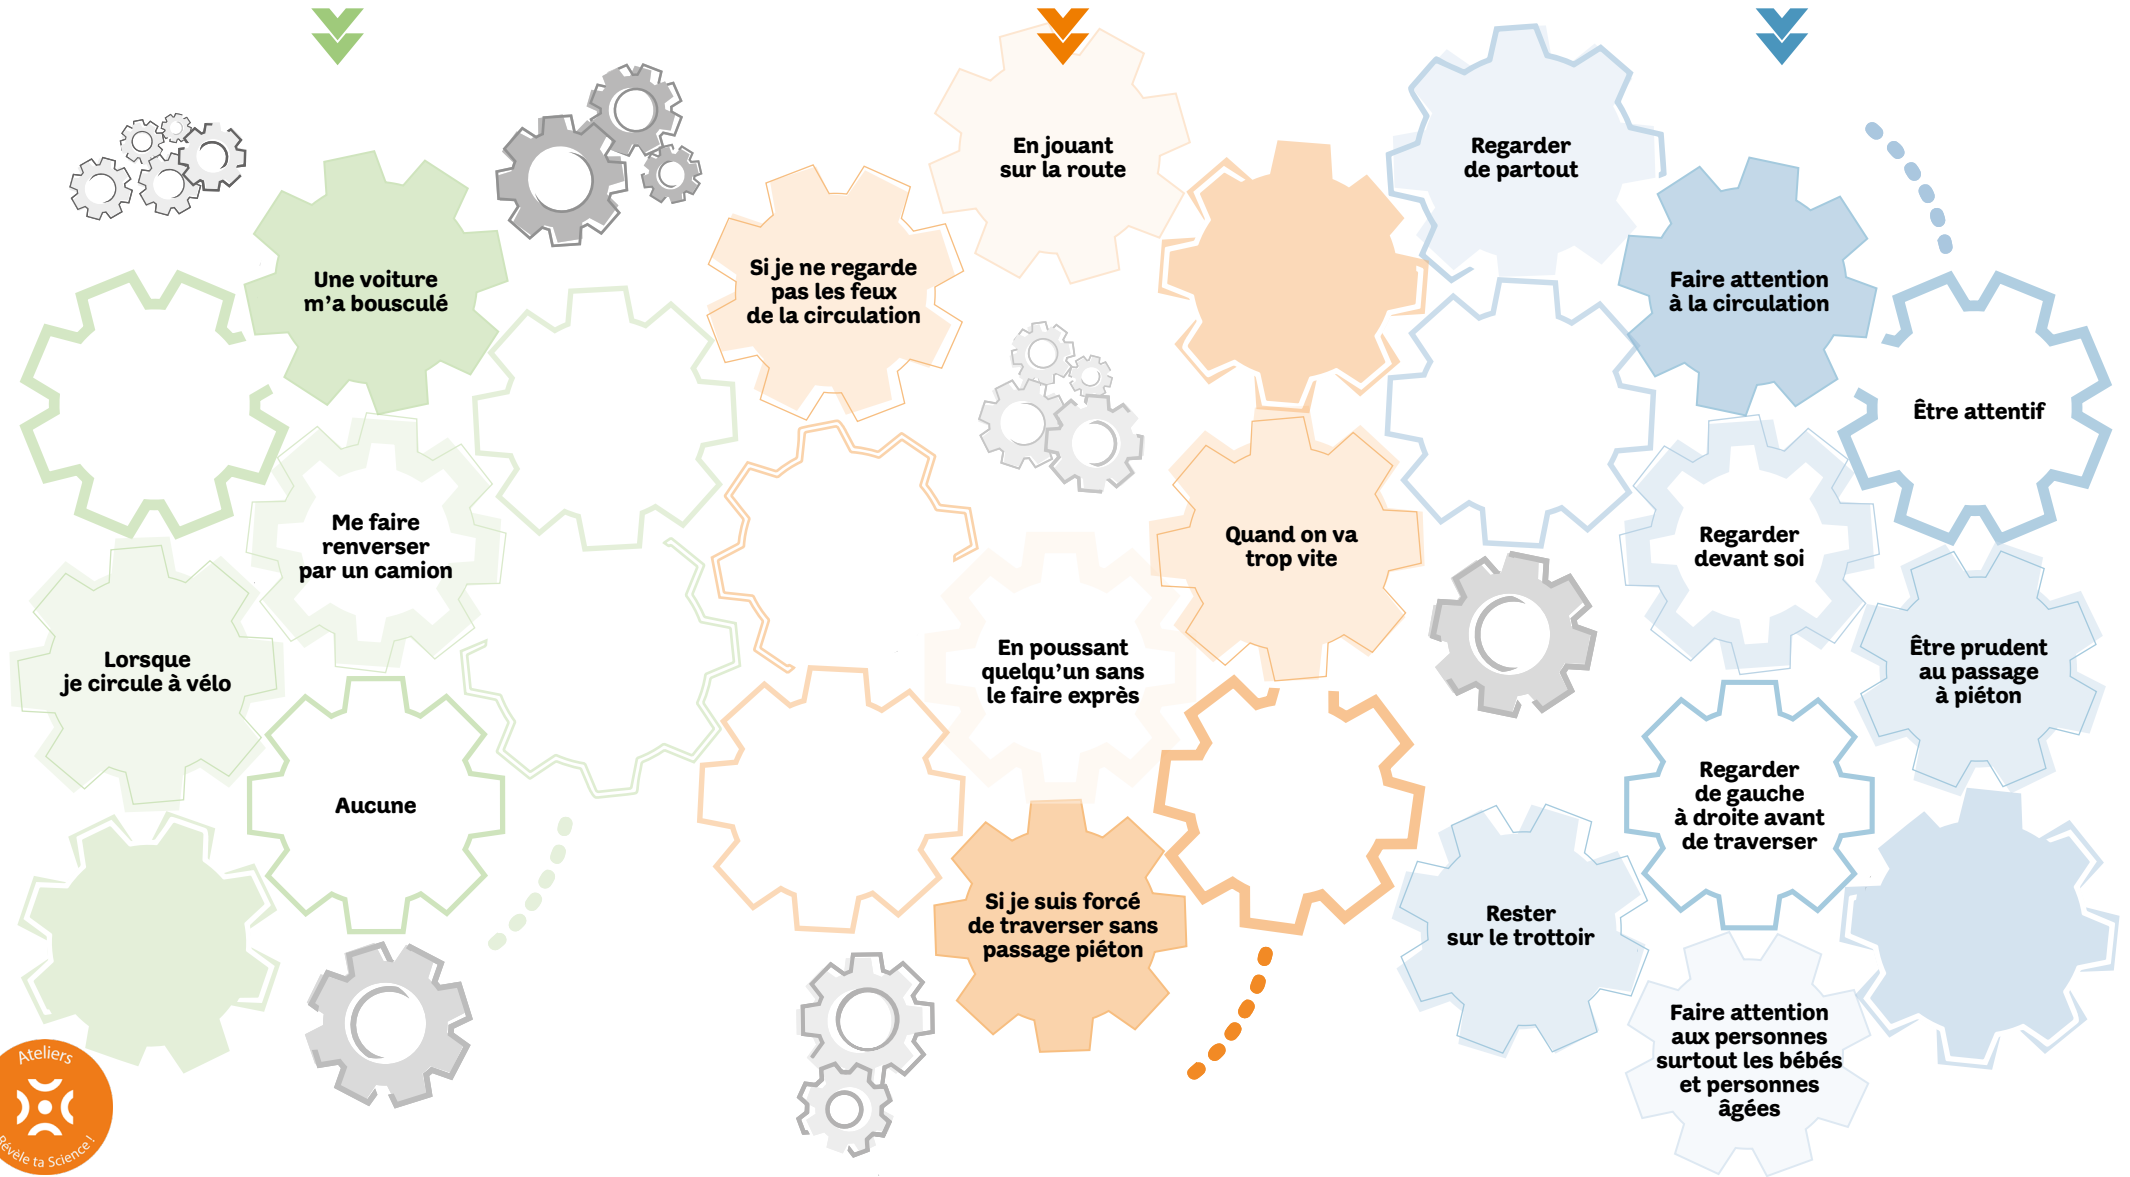 Une voiture
m’a bousculé
Me faire
renverser
par un camion
Lorsque
je circule à vélo
Aucune
En jouant
sur la route
Si je ne regarde
pas les feux
de la circulation
Quand on va
trop vite
En poussant
quelqu’un sans
le faire exprès
Si je suis forcé
de traverser sans
passage piéton
Regarder
de partout
Faire attention
à la circulation
Être attentif
Regarder
devant soi
Être prudent
au passage
à piéton
Regarder
de gauche
à droite avant
de traverser
Rester
sur le trottoir
Faire attention
aux personnes
surtout les bébés
et personnes
âgées
Ateliers
Révèle ta Science !